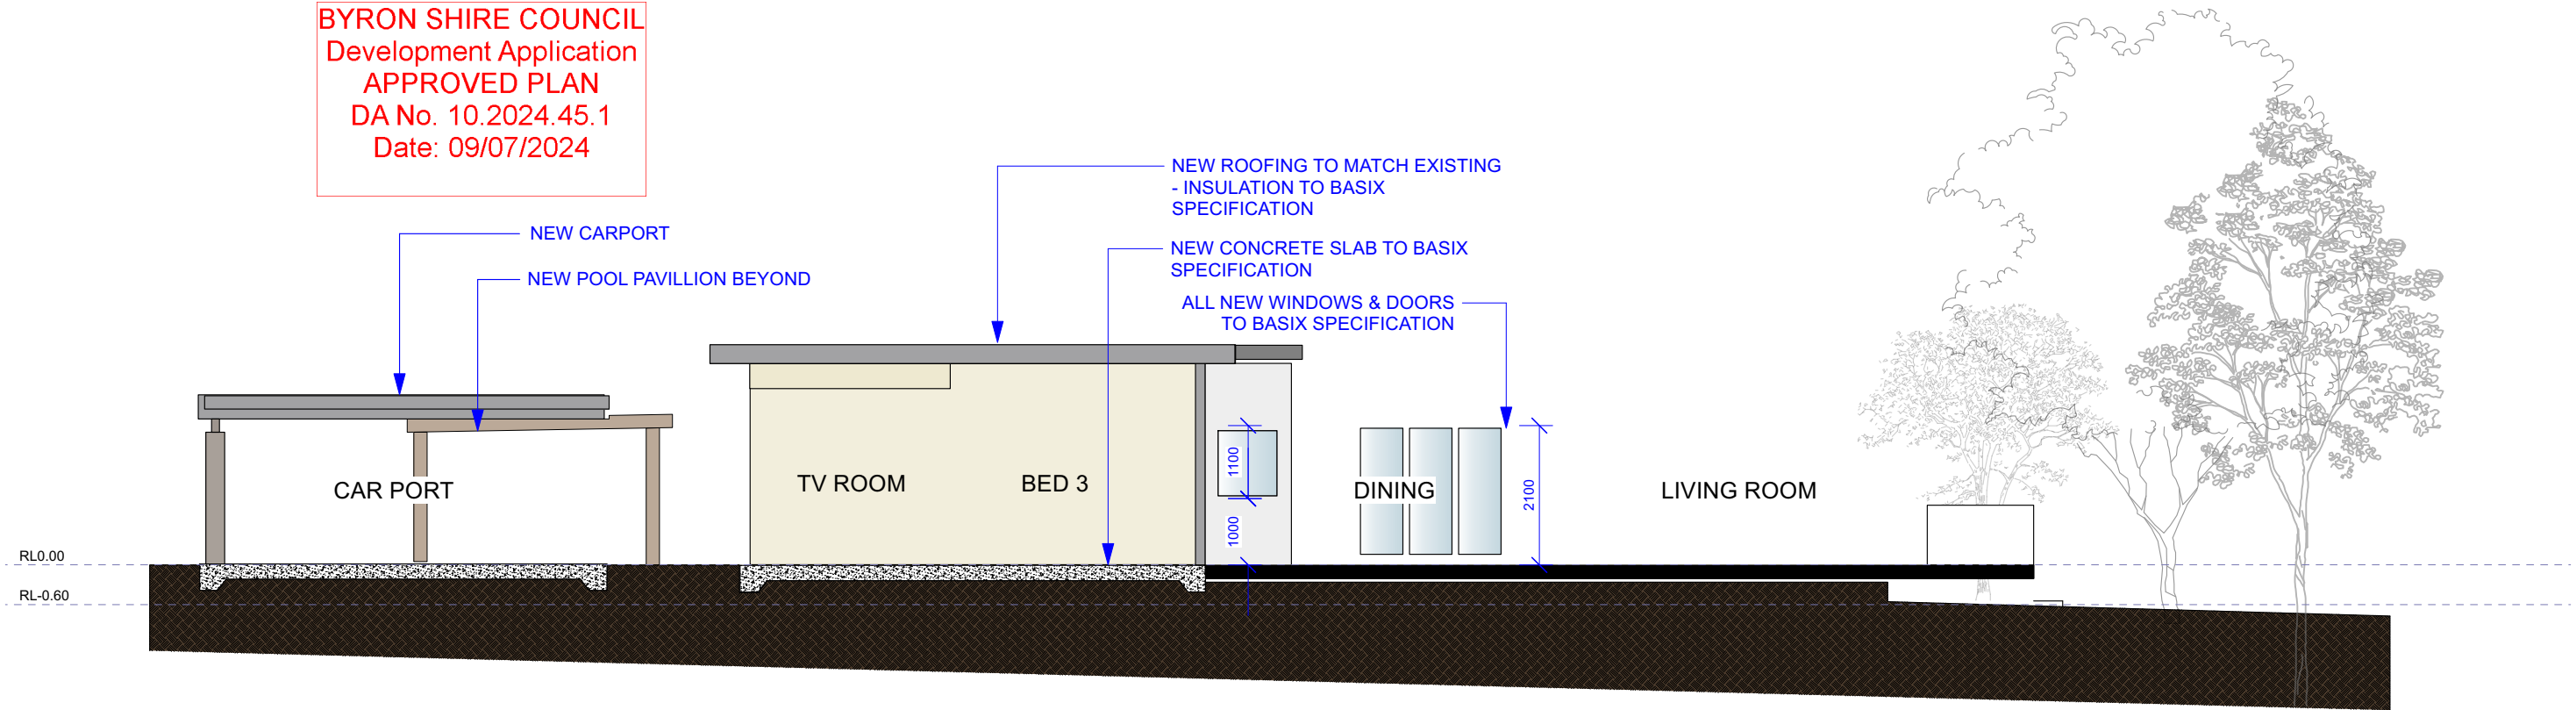 BYRON SHIRE COUNCIL
Development Application
APPROVED PLAN
DA No. 10.2024.45.1
Date: 09/07/2024
NEW ROOFING TO MATCH EXISTING
- INSULATION TO BASIX
SPECIFICATION
NEW CARPORT
NEW CONCRETE SLAB TO BASIX
SPECIFICATION
NEW POOL PAVILLION BEYOND
ALL NEW WINDOWS & DOORS
TO BASIX SPECIFICATION
CAR PORT
TV ROOM
BED 3
1100
1000
DINING
2100
LIVING ROOM
RL0.00
RL-0.60